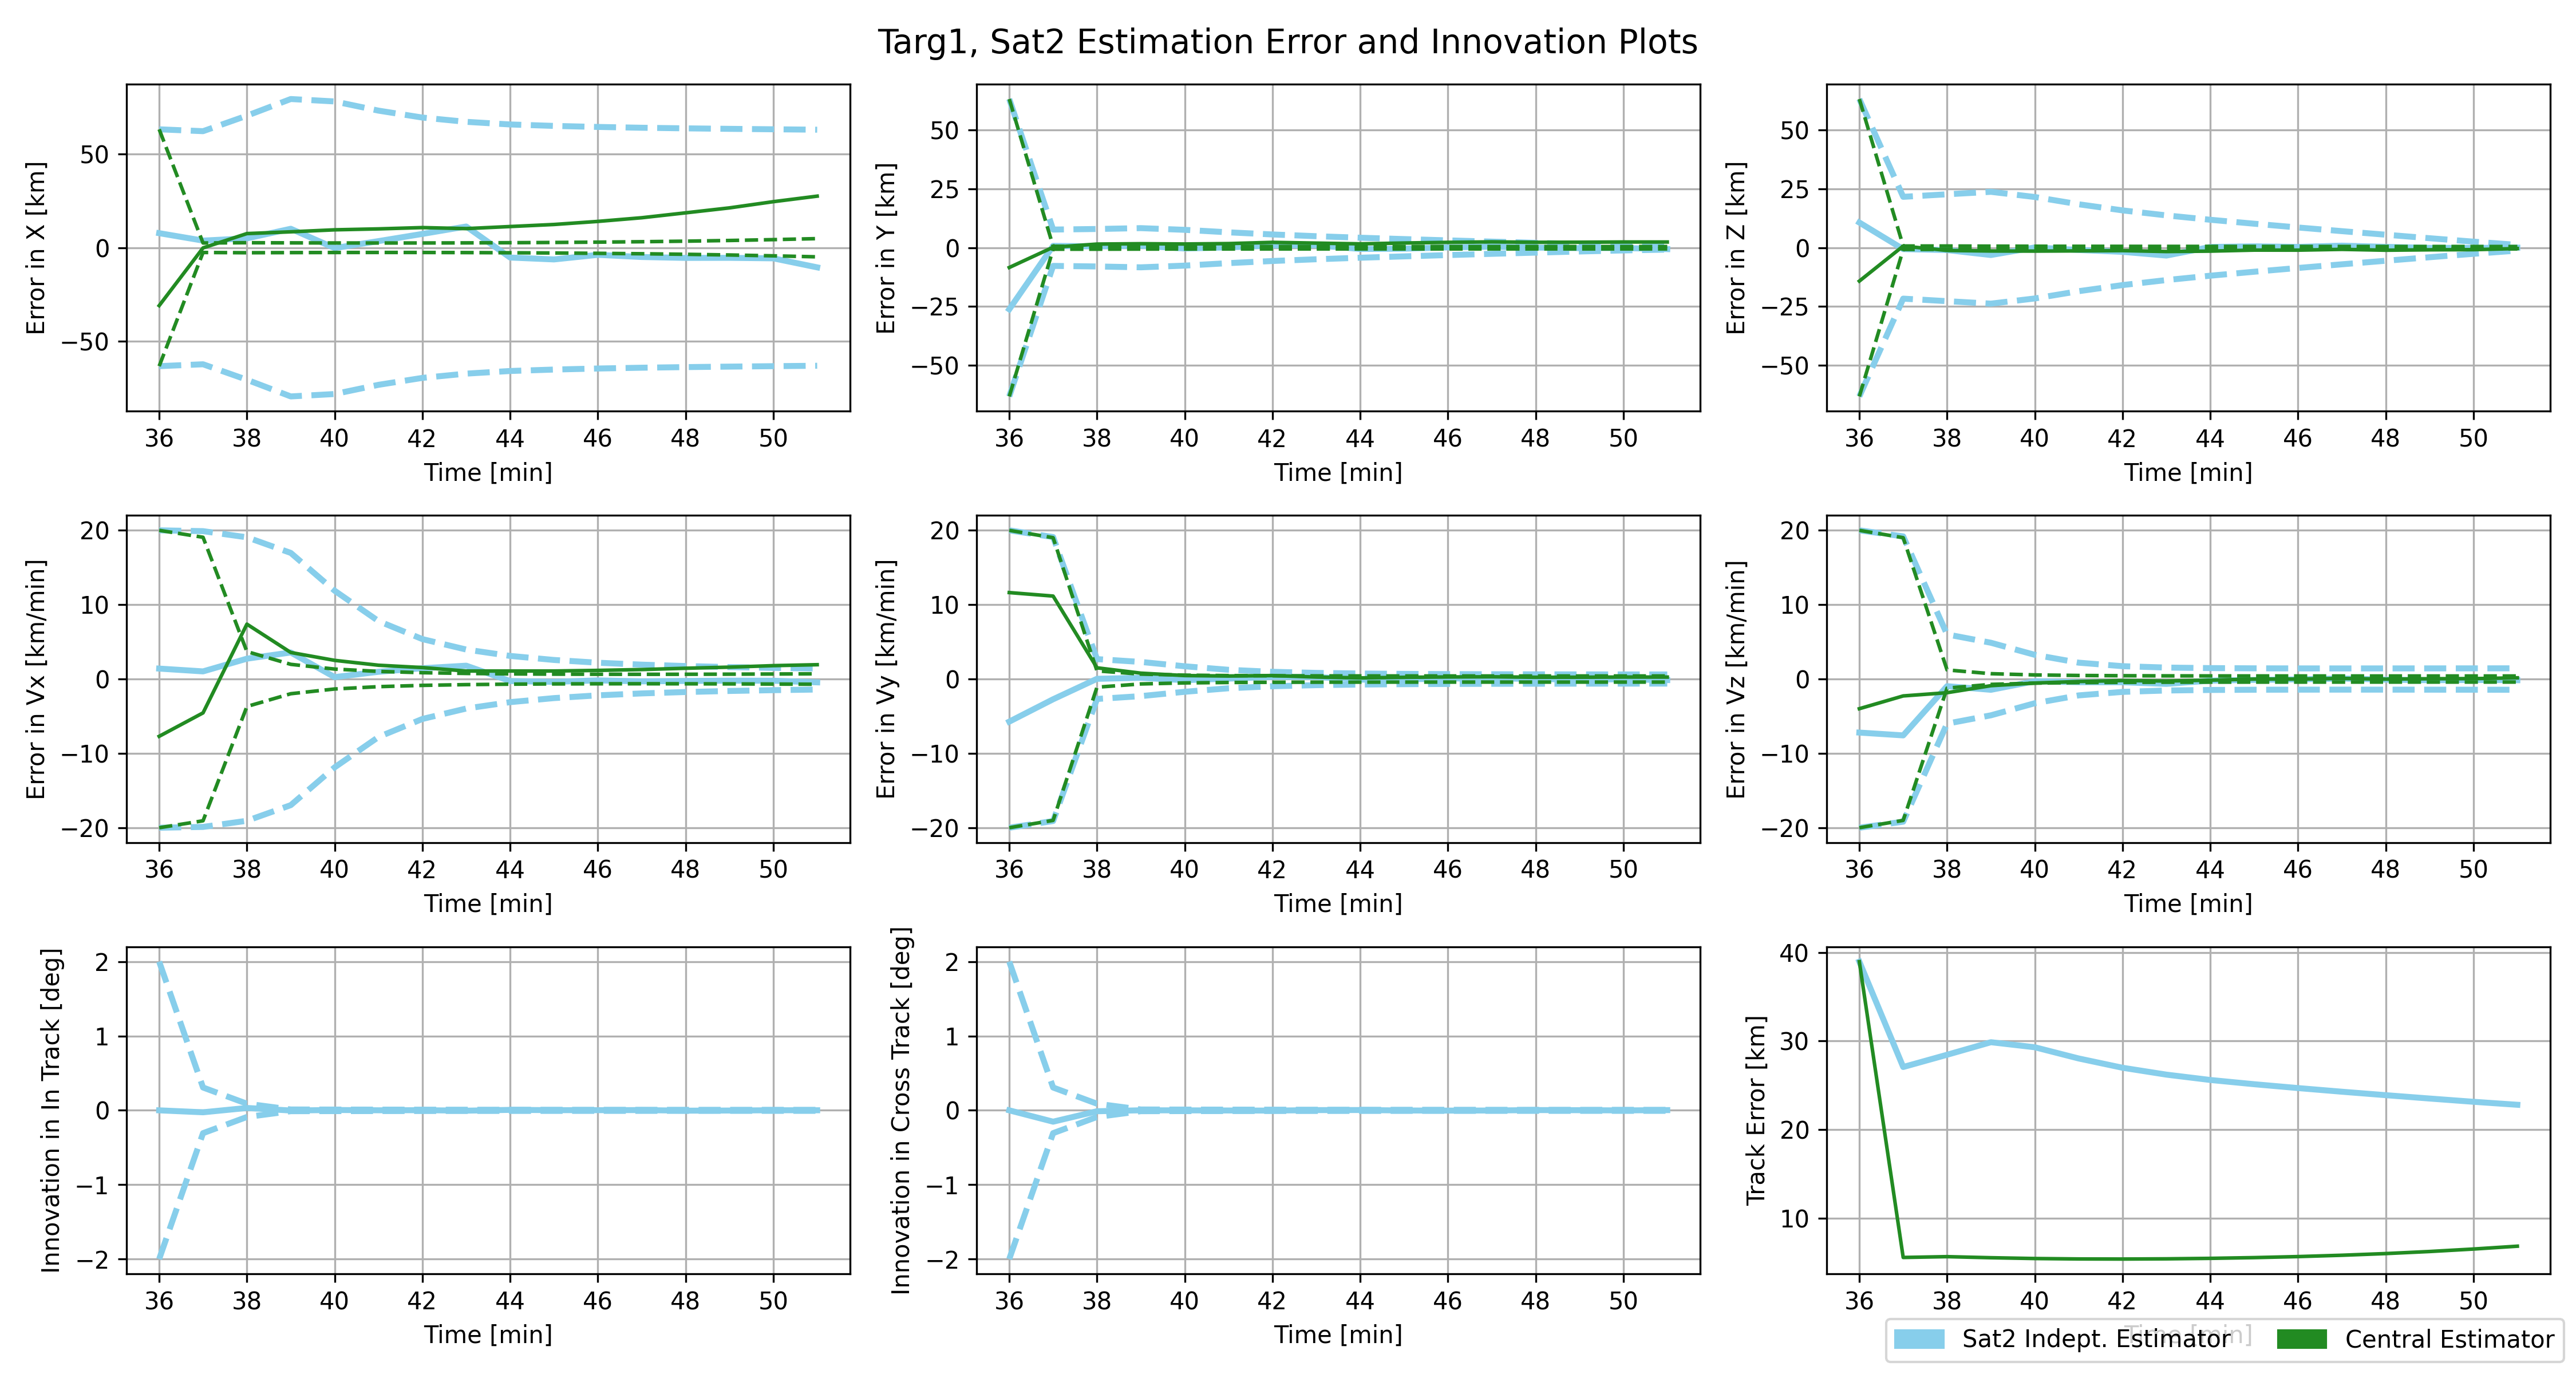 Targ1, Sat2 Estimation Error and Innovation Plots
Error in X [km]
50
0
−50
36 38 40 42 44 46 48 50
Time [min]
Error in Y [km]
50
25
0
−25
−50
36 38 40 42 44 46 48 50
Time [min]
Error in Z [km]
50
25
0
−25
−50
36 38 40 42 44 46 48 50
Time [min]
Error in Vx [km/min]
20
10
0
−10
−20
36 38 40 42 44 46 48 50
Time [min]
Error in Vy [km/min]
20
10
0
−10
−20
36 38 40 42 44 46 48 50
Time [min]
Error in Vz [km/min]
20
10
0
−10
−20
36 38 40 42 44 46 48 50
Time [min]
Innovation in In Track [deg]
2
1
0
−1
−2
36 38 40 42 44 46 48 50
Time [min]
Innovation in Cross Track [deg]
2
1
0
−1
−2
36 38 40 42 44 46 48 50
Time [min]
Track Error [km]
40
30
20
10
36 38 40 42 44 46 48 50
Time [min]
Sat2 Indept. Estimator
Central Estimator